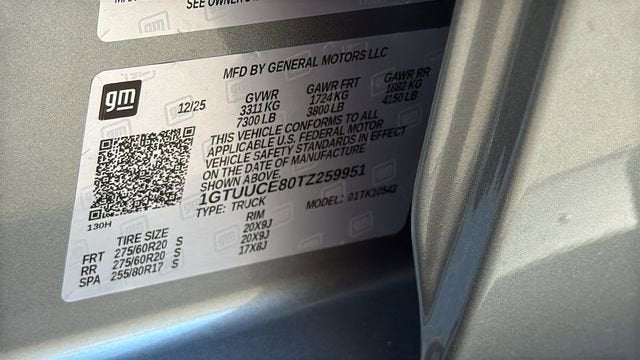 SEE OWNER'S
gm
MFD BY GENERAL MOTORS LLC
12/25
GVWR GAWR FRT GAWR RR
3311 KG 1724 KG 1882 KG
7300 LB 3800 LB 4150 LB
THIS VEHICLE CONFORMS TO ALL
APPLICABLE U.S. FEDERAL MOTOR
VEHICLE SAFETY STANDARDS IN EFFECT
ON THE DATE OF MANUFACTURE
SHOWN ABOVE.
1GTUUCE80TZ259951
TYPE: TRUCK MODEL: 01TK10543
130H
TIRE SIZE RIM
FRT 275/60R20 S 20X9J
RR 275/60R20 S 20X9J
SPA 255/80R17 S 17X8J